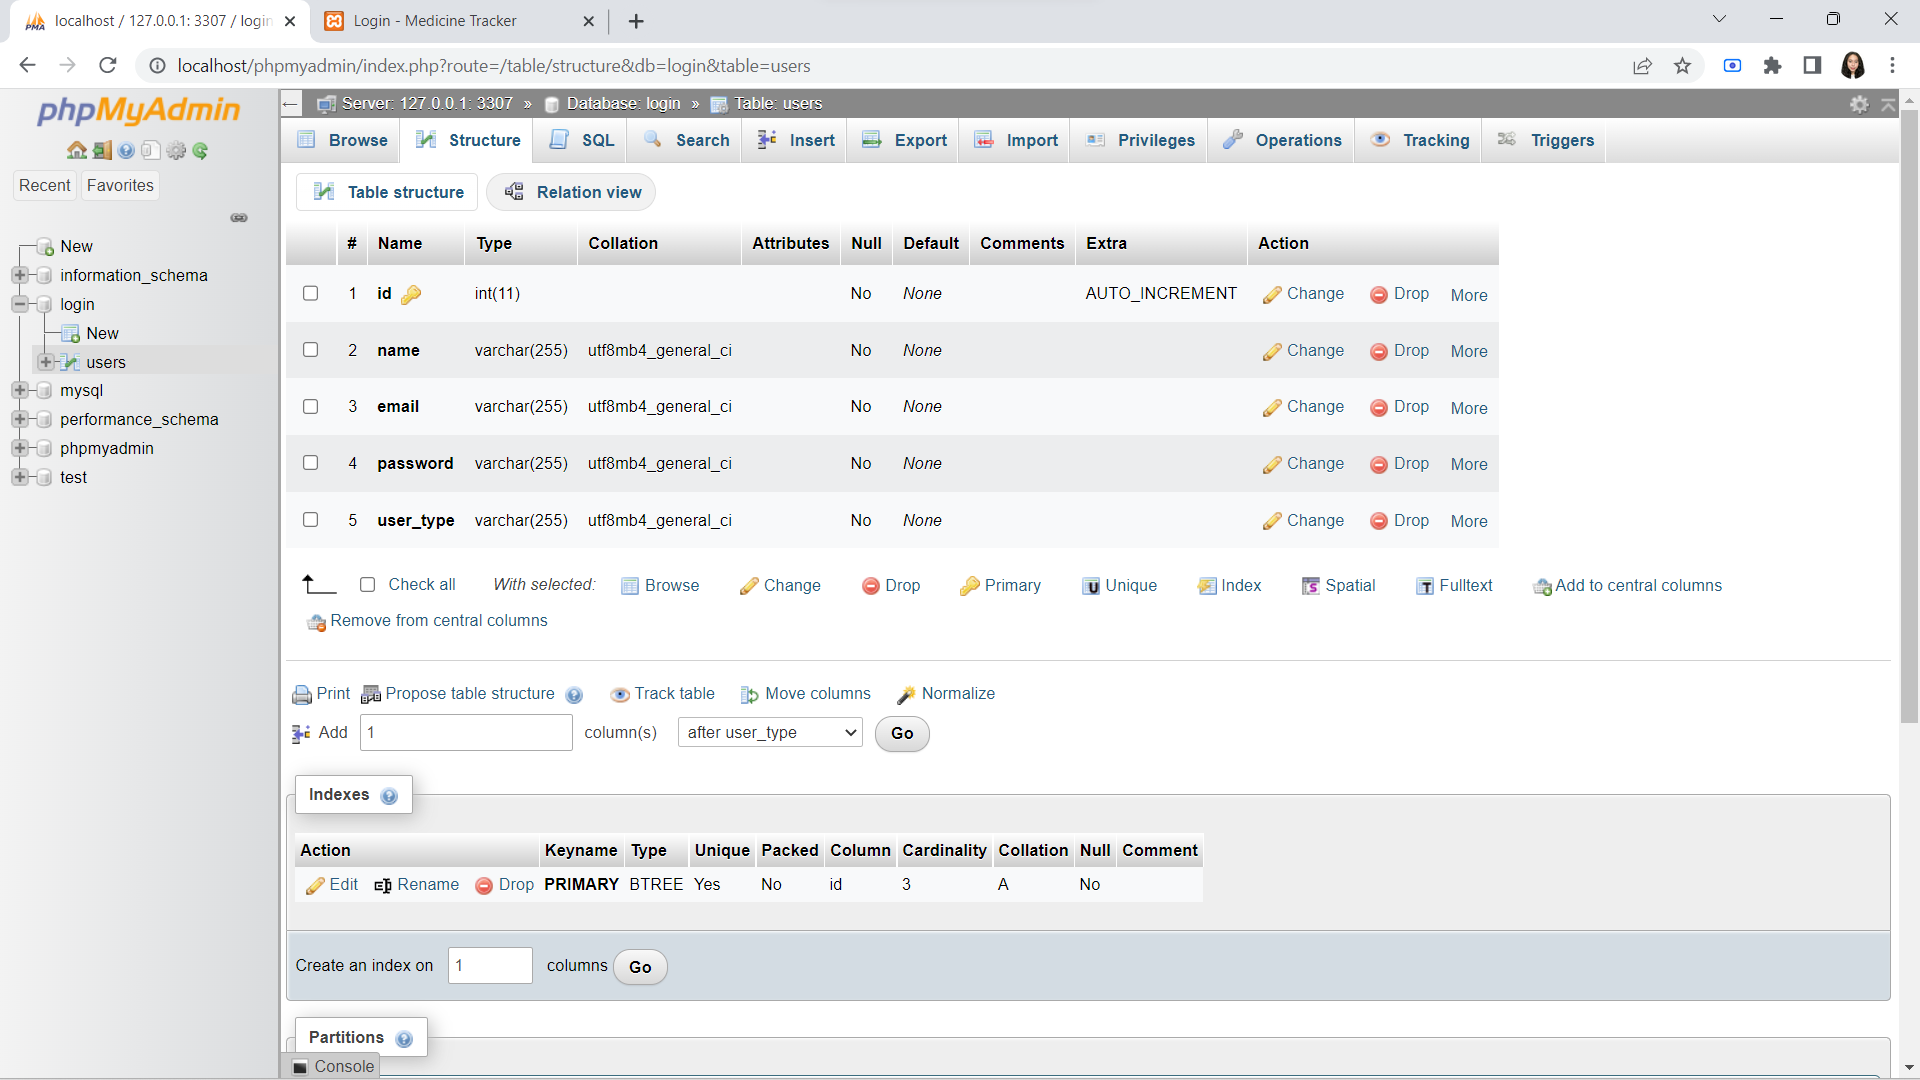 localhost / 127.0.0.1: 3307 / login
Login - Medicine Tracker
localhost/phpmyadmin/index.php?route=/table/structure&db=login&table=users
phpMyAdmin
Server: 127.0.0.1: 3307 » Database: login » Table: users
Browse Structure SQL Search Insert Export Import Privileges Operations Tracking Triggers
Recent Favorites
New
information_schema
login
New
users
mysql
performance_schema
phpmyadmin
test
Table structure Relation view
# Name Type Collation Attributes Null Default Comments Extra Action
1 id int(11) No None AUTO_INCREMENT Change Drop More
2 name varchar(255) utf8mb4_general_ci No None Change Drop More
3 email varchar(255) utf8mb4_general_ci No None Change Drop More
4 password varchar(255) utf8mb4_general_ci No None Change Drop More
5 user_type varchar(255) utf8mb4_general_ci No None Change Drop More
Check all With selected: Browse Change Drop Primary Unique Index Spatial Fulltext Add to central columns
Remove from central columns
Print Propose table structure Track table Move columns Normalize
Add 1 column(s) after user_type Go
Indexes
Action Keyname Type Unique Packed Column Cardinality Collation Null Comment
Edit Rename Drop PRIMARY BTREE Yes No id 3 A No
Create an index on 1 columns Go
Partitions
Console